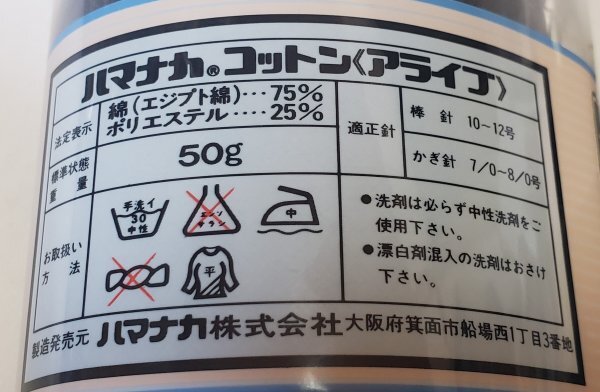 ハマナカ®コットン《アライブ》
法定表示
綿(エジプト綿)…75%
ポリエステル…25%
適正針
棒 針 10~12号
かぎ針 7/0~8/0号
標準状態
重量
50g
お取扱い
方法
手洗イ
30
中性
エンソ
サラシ
中
平
●洗剤は必らず中性洗剤をご
使用下さい。
●漂白剤混入の洗剤はおさけ
下さい。
製造発売元 ハマナカ株式会社 大阪府箕面市船場西1丁目3番地